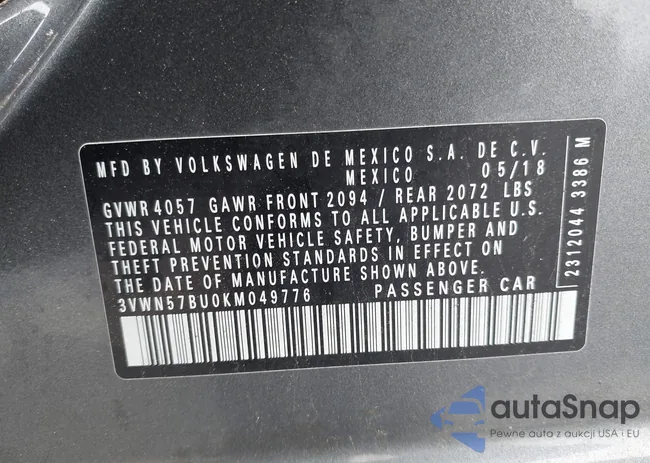 MFD BY VOLKSWAGEN DE MEXICO S.A. DE C.V.
MEXICO 05/18
GVWR 4057 GAWR FRONT 2094 / REAR 2072 LBS
THIS VEHICLE CONFORMS TO ALL APPLICABLE U.S.
FEDERAL MOTOR VEHICLE SAFETY, BUMPER AND
THEFT PREVENTION STANDARDS IN EFFECT ON
THE DATE OF MANUFACTURE SHOWN ABOVE.
3VWN57BU0KM049776 PASSENGER CAR
2312044 3386 M
autaSnap
Pewne auta z aukcji USA i EU